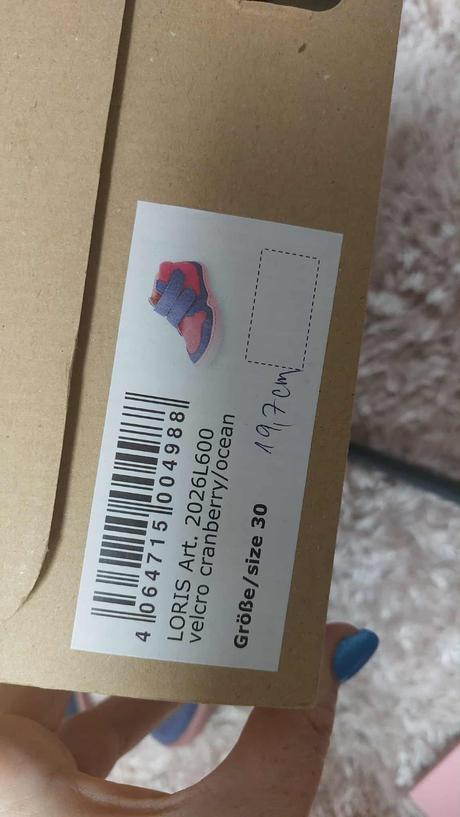 4 064715 004988
LORIS Art. 2026L600
velcro cranberry/ocean
Größe/size 30
19,7cm